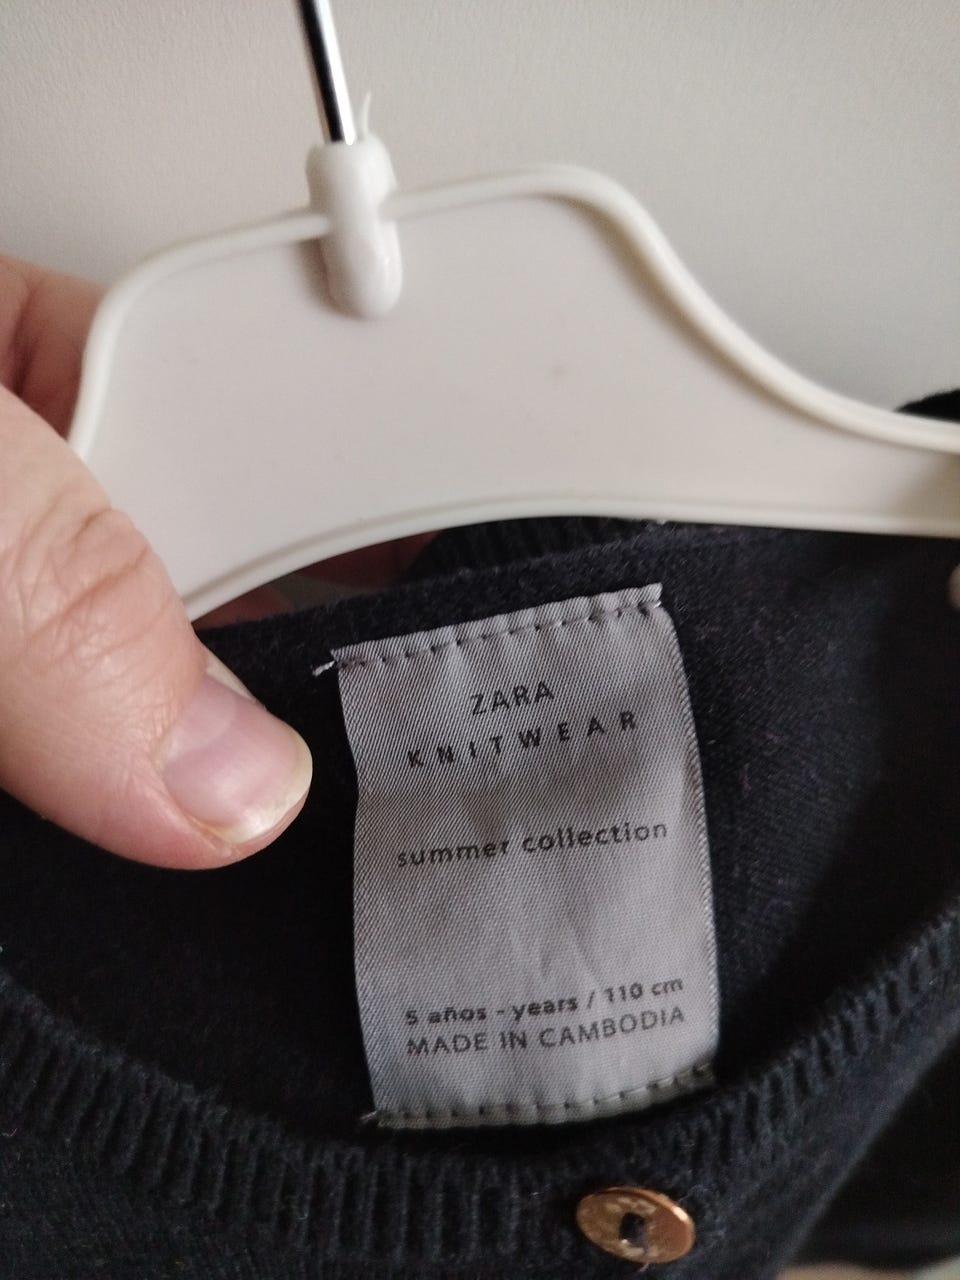 ZARA
KNITWEAR
summer collection
5 años - years / 110 cm
MADE IN CAMBODIA